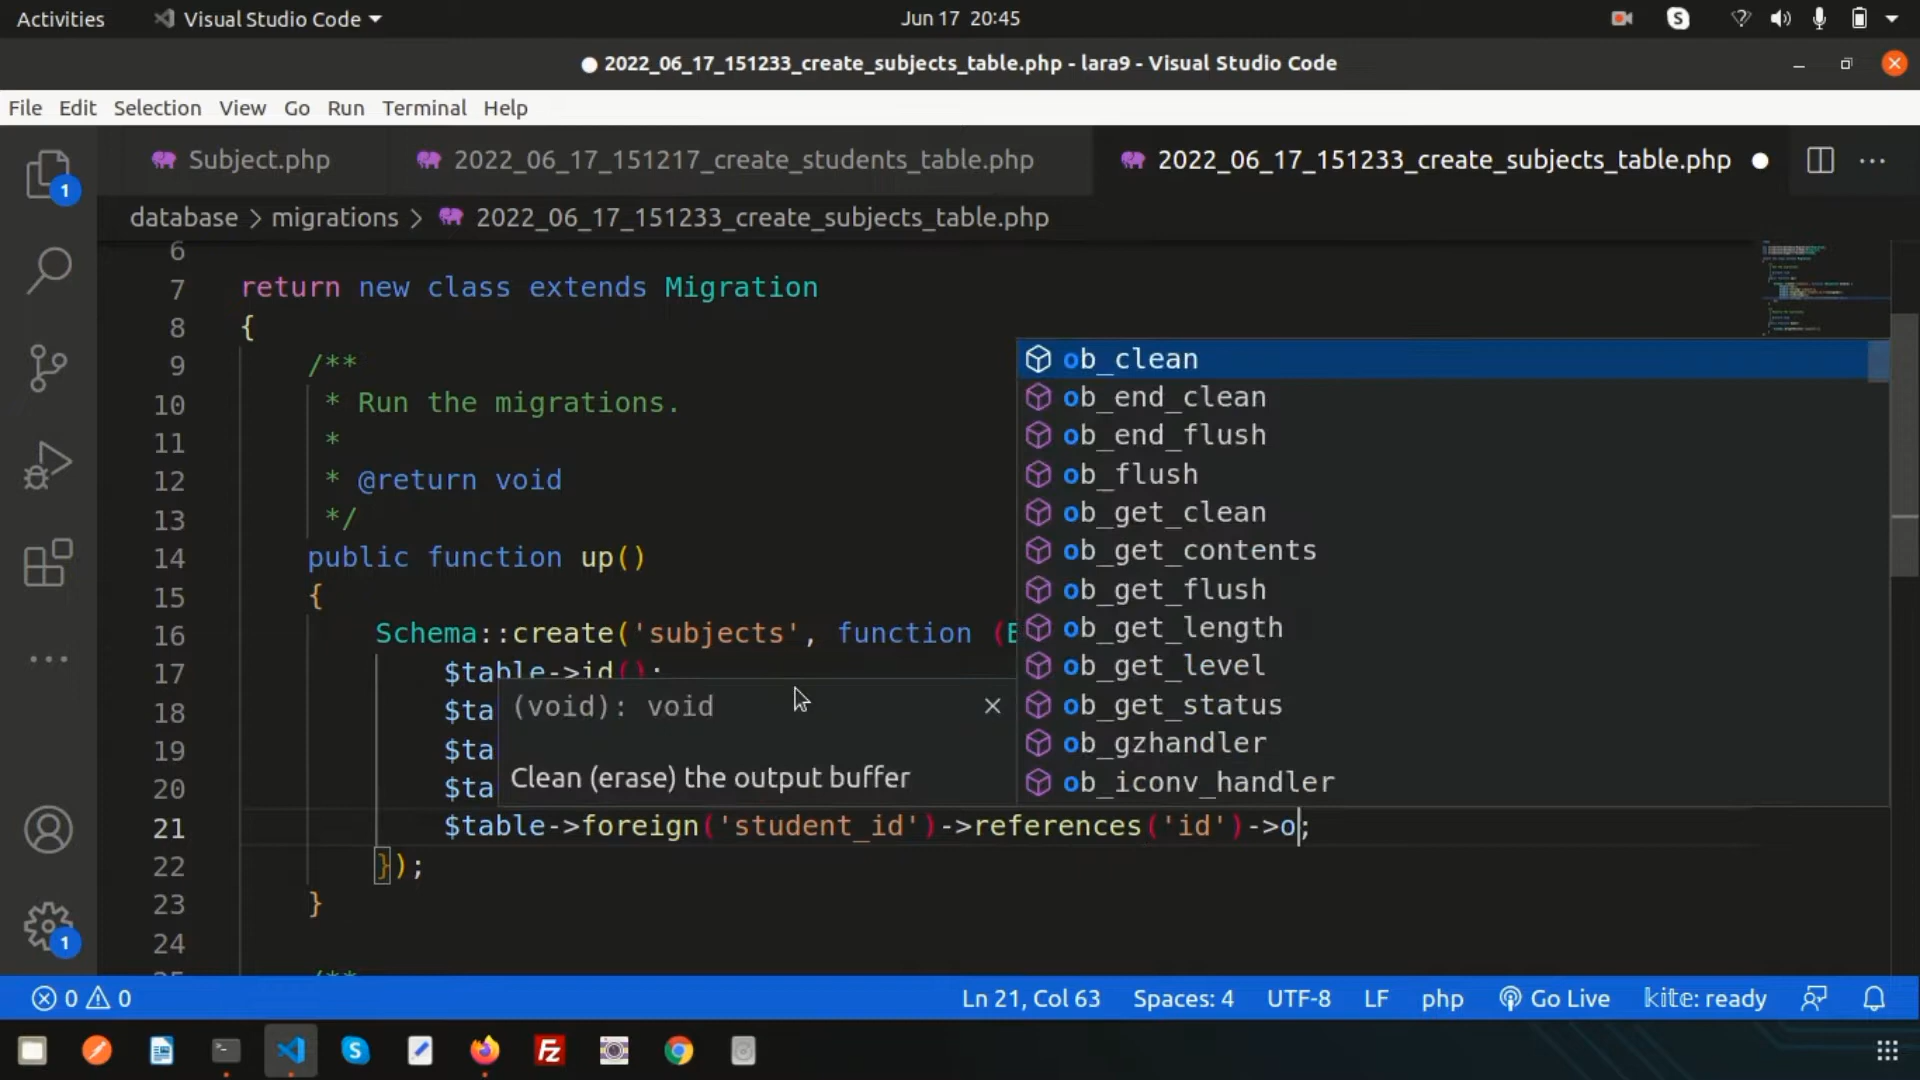 Activities
Visual Studio Code
Jun 17 20:45
● 2022_06_17_151233_create_subjects_table.php - lara9 - Visual Studio Code
File Edit Selection View Go Run Terminal Help
1
Subject.php
2022_06_17_151217_create_students_table.php
2022_06_17_151233_create_subjects_table.php
database > migrations > 2022_06_17_151233_create_subjects_table.php
6
7 return new class extends Migration
8 {
9 /**
10 * Run the migrations.
11 *
12 * @return void
13 */
14 public function up()
15 {
16 Schema::create('subjects', function (
17 $table->id();
18 $ta
19 $ta
20 $ta
21 $table->foreign('student_id')->references('id')->o;
22 });
23 }
24
/**
(void): void
Clean (erase) the output buffer
ob_clean
ob_end_clean
ob_end_flush
ob_flush
ob_get_clean
ob_get_contents
ob_get_flush
ob_get_length
ob_get_level
ob_get_status
ob_gzhandler
ob_iconv_handler
1
0 0
Ln 21, Col 63
Spaces: 4
UTF-8
LF
php
Go Live
kite: ready